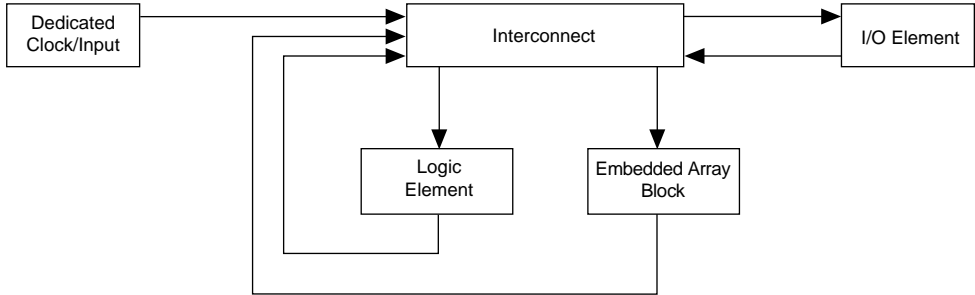 Dedicated
Clock/Input
Interconnect
I/O Element
Logic
Element
Embedded Array
Block